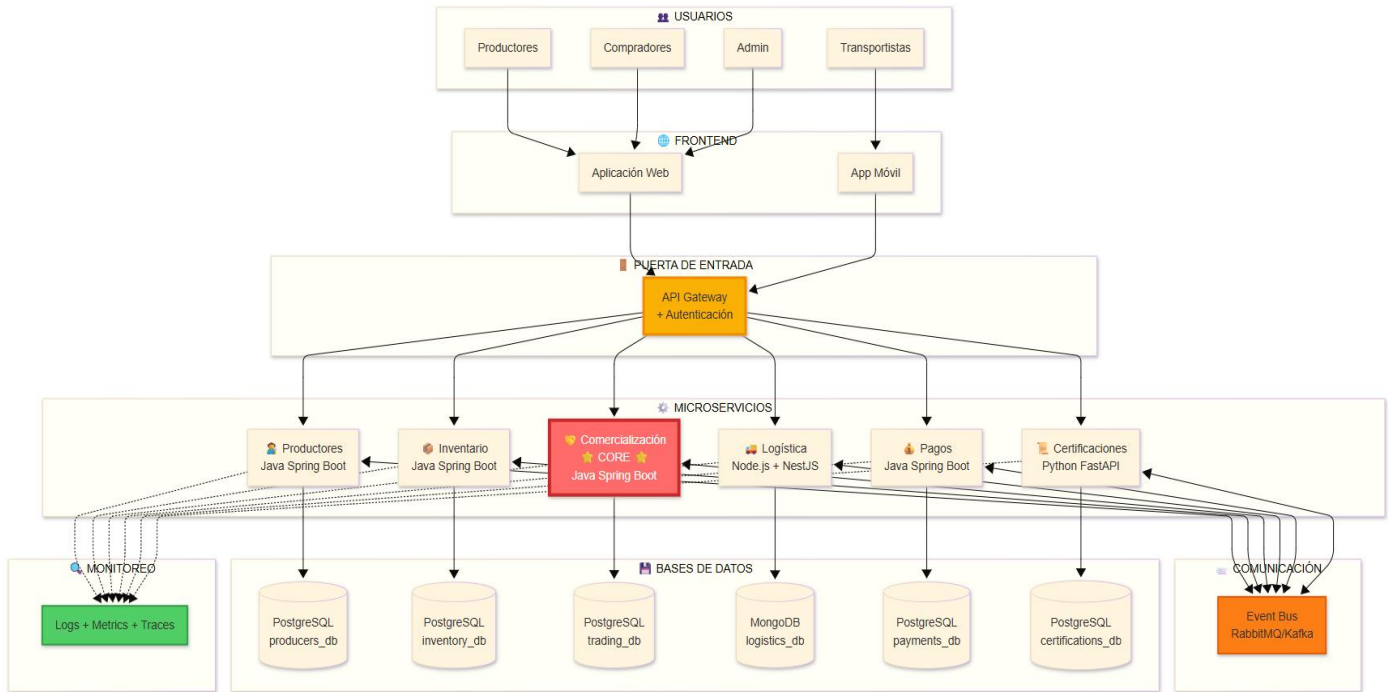 👥 USUARIOS
Productores
Compradores
Admin
Transportistas
🌐 FRONTEND
Aplicación Web
App Móvil
🚪 PUERTA DE ENTRADA
API Gateway
+ Autenticación
⚙️ MICROSERVICIOS
🧑‍🌾 Productores
Java Spring Boot
📦 Inventario
Java Spring Boot
🤝 Comercialización
⭐ CORE ⭐
Java Spring Boot
🚚 Logística
Node.js + NestJS
💰 Pagos
Java Spring Boot
📜 Certificaciones
Python FastAPI
🔍 MONITOREO
Logs + Metrics + Traces
💾 BASES DE DATOS
PostgreSQL
producers_db
PostgreSQL
inventory_db
PostgreSQL
trading_db
MongoDB
logistics_db
PostgreSQL
payments_db
PostgreSQL
certifications_db
📨 COMUNICACIÓN
Event Bus
RabbitMQ/Kafka